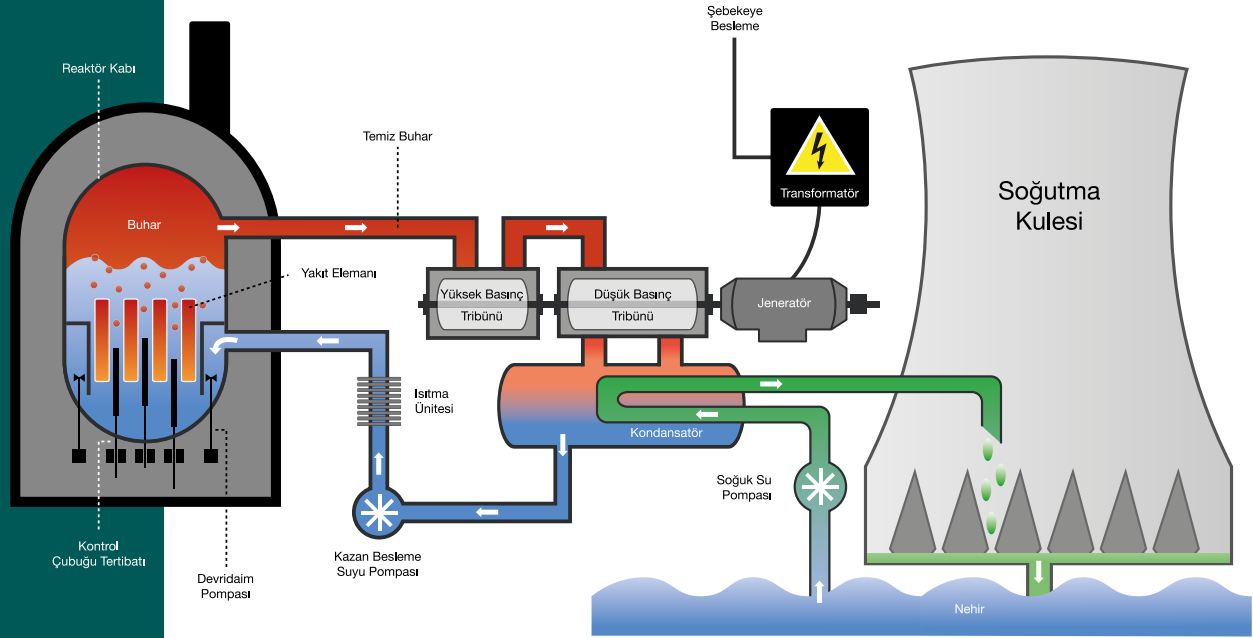 Şebekeye
Besleme
Reaktör Kabı
Temiz Buhar
Transformatör
Soğutma
Kulesi
Buhar
Yakıt Elemanı
Yüksek Basınç
Tribünü
Düşük Basınç
Tribünü
Jeneratör
Isıtma
Ünitesi
Kondansatör
Soğuk Su
Pompası
Kontrol
Çubuğu Tertibatı
Kazan Besleme
Suyu Pompası
Devridaim
Pompası
Nehir